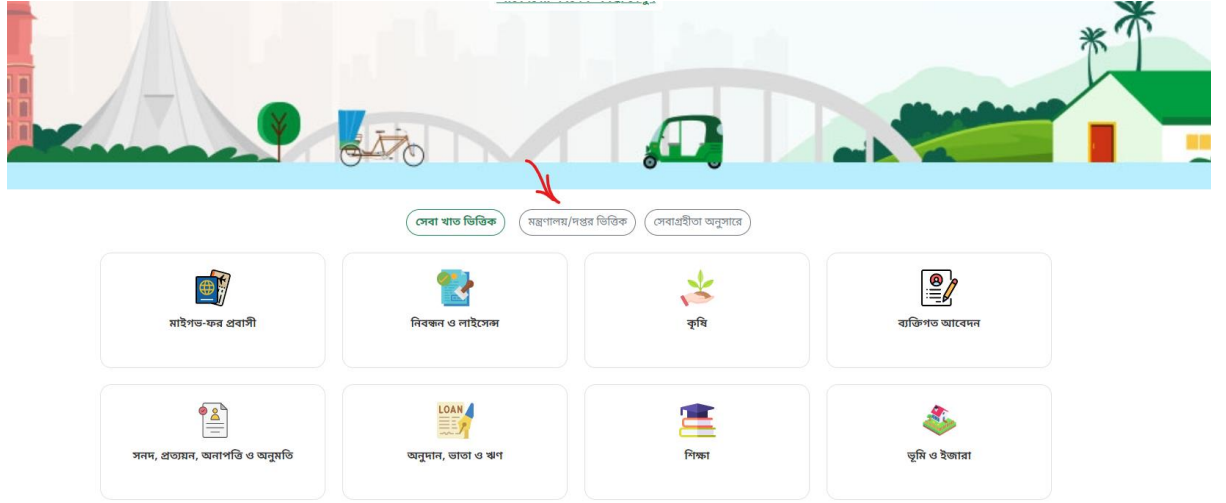 সেবা খাত ভিত্তিক
মন্ত্রণালয়/দপ্তর ভিত্তিক
সেবাগ্রহীতা অনুসারে
মাইগভ-ফর প্রবাসী
নিবন্ধন ও লাইসেন্স
কৃষি
ব্যক্তিগত আবেদন
LOAN
সনদ, প্রত্যয়ন, অনাপত্তি ও অনুমতি
অনুদান, ভাতা ও ঋণ
শিক্ষা
ভূমি ও ইজারা